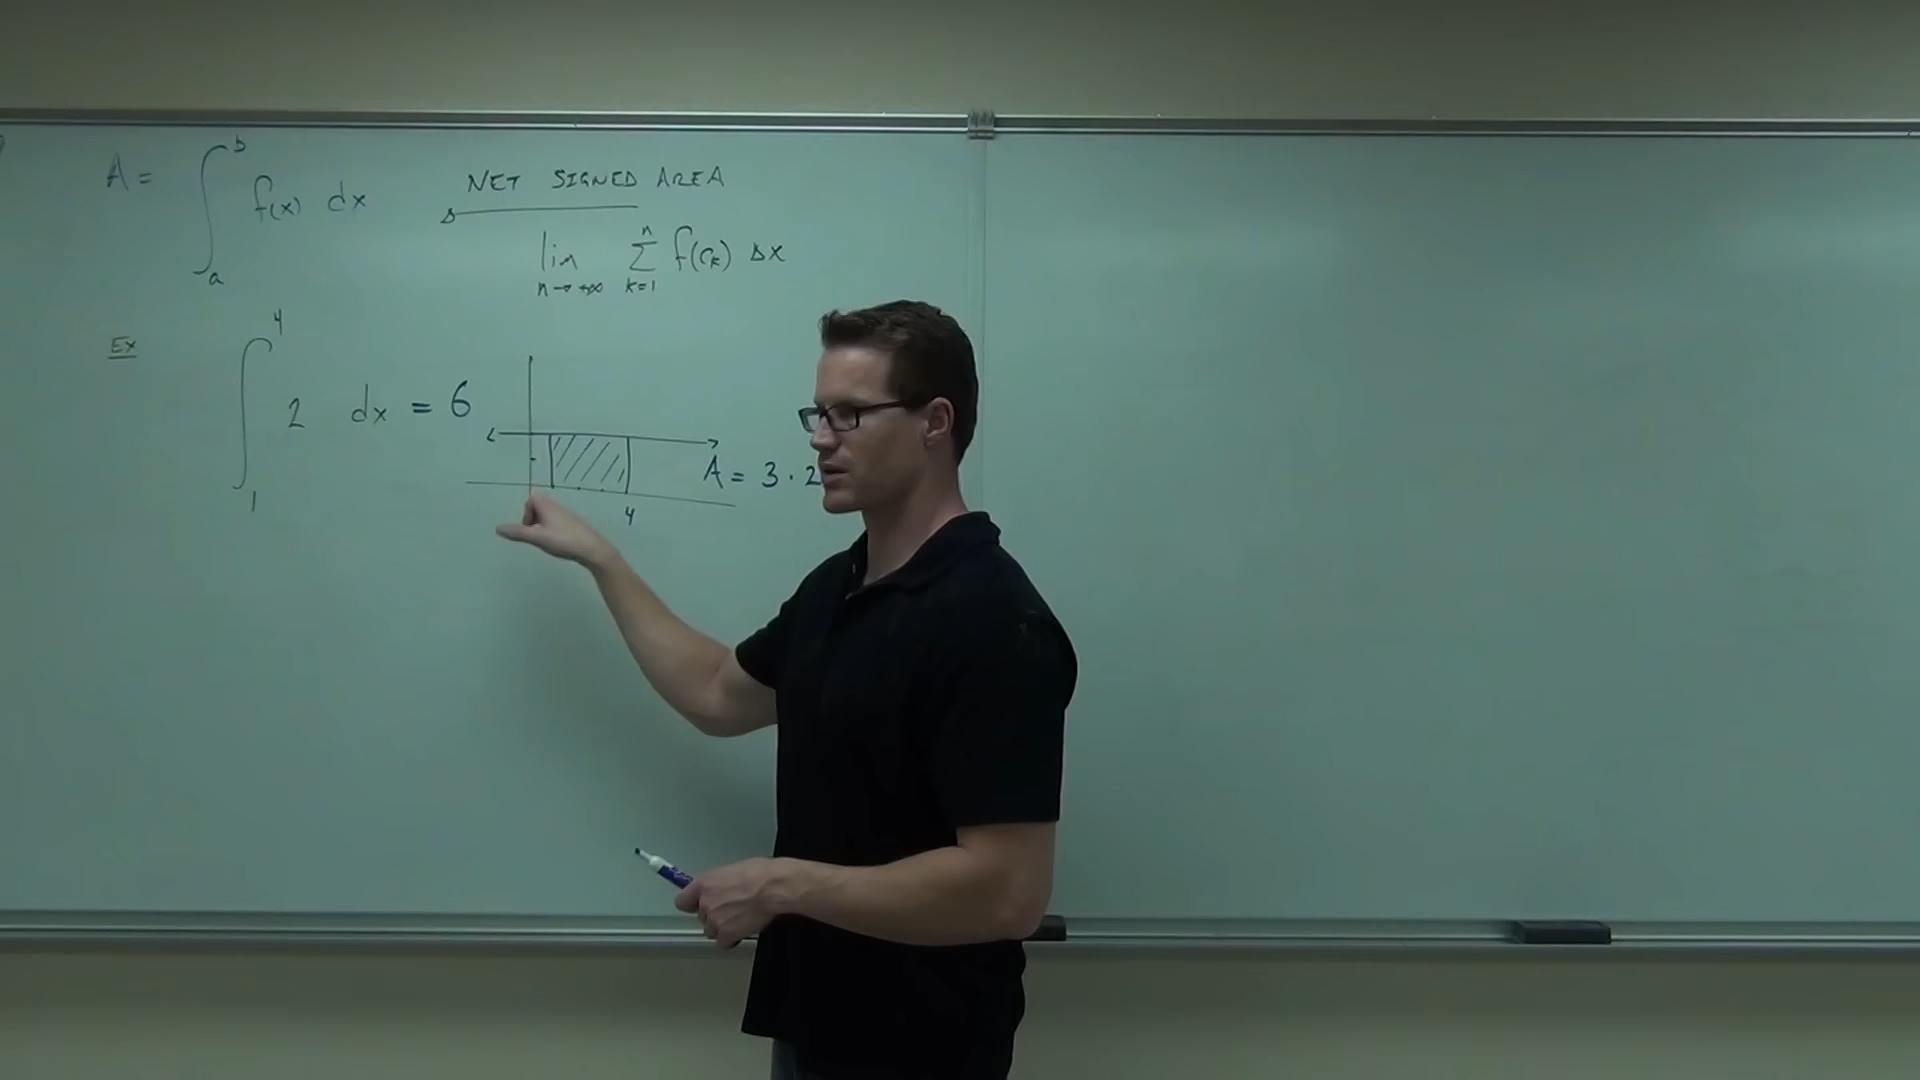 A = ∫_a^b f(x) dx
NET SIGNED AREA
lim_{n→+∞} Σ_{k=1}^n f(c_k) Δx
Ex
∫_1^4 2 dx = 6
A = 3 · 2
4